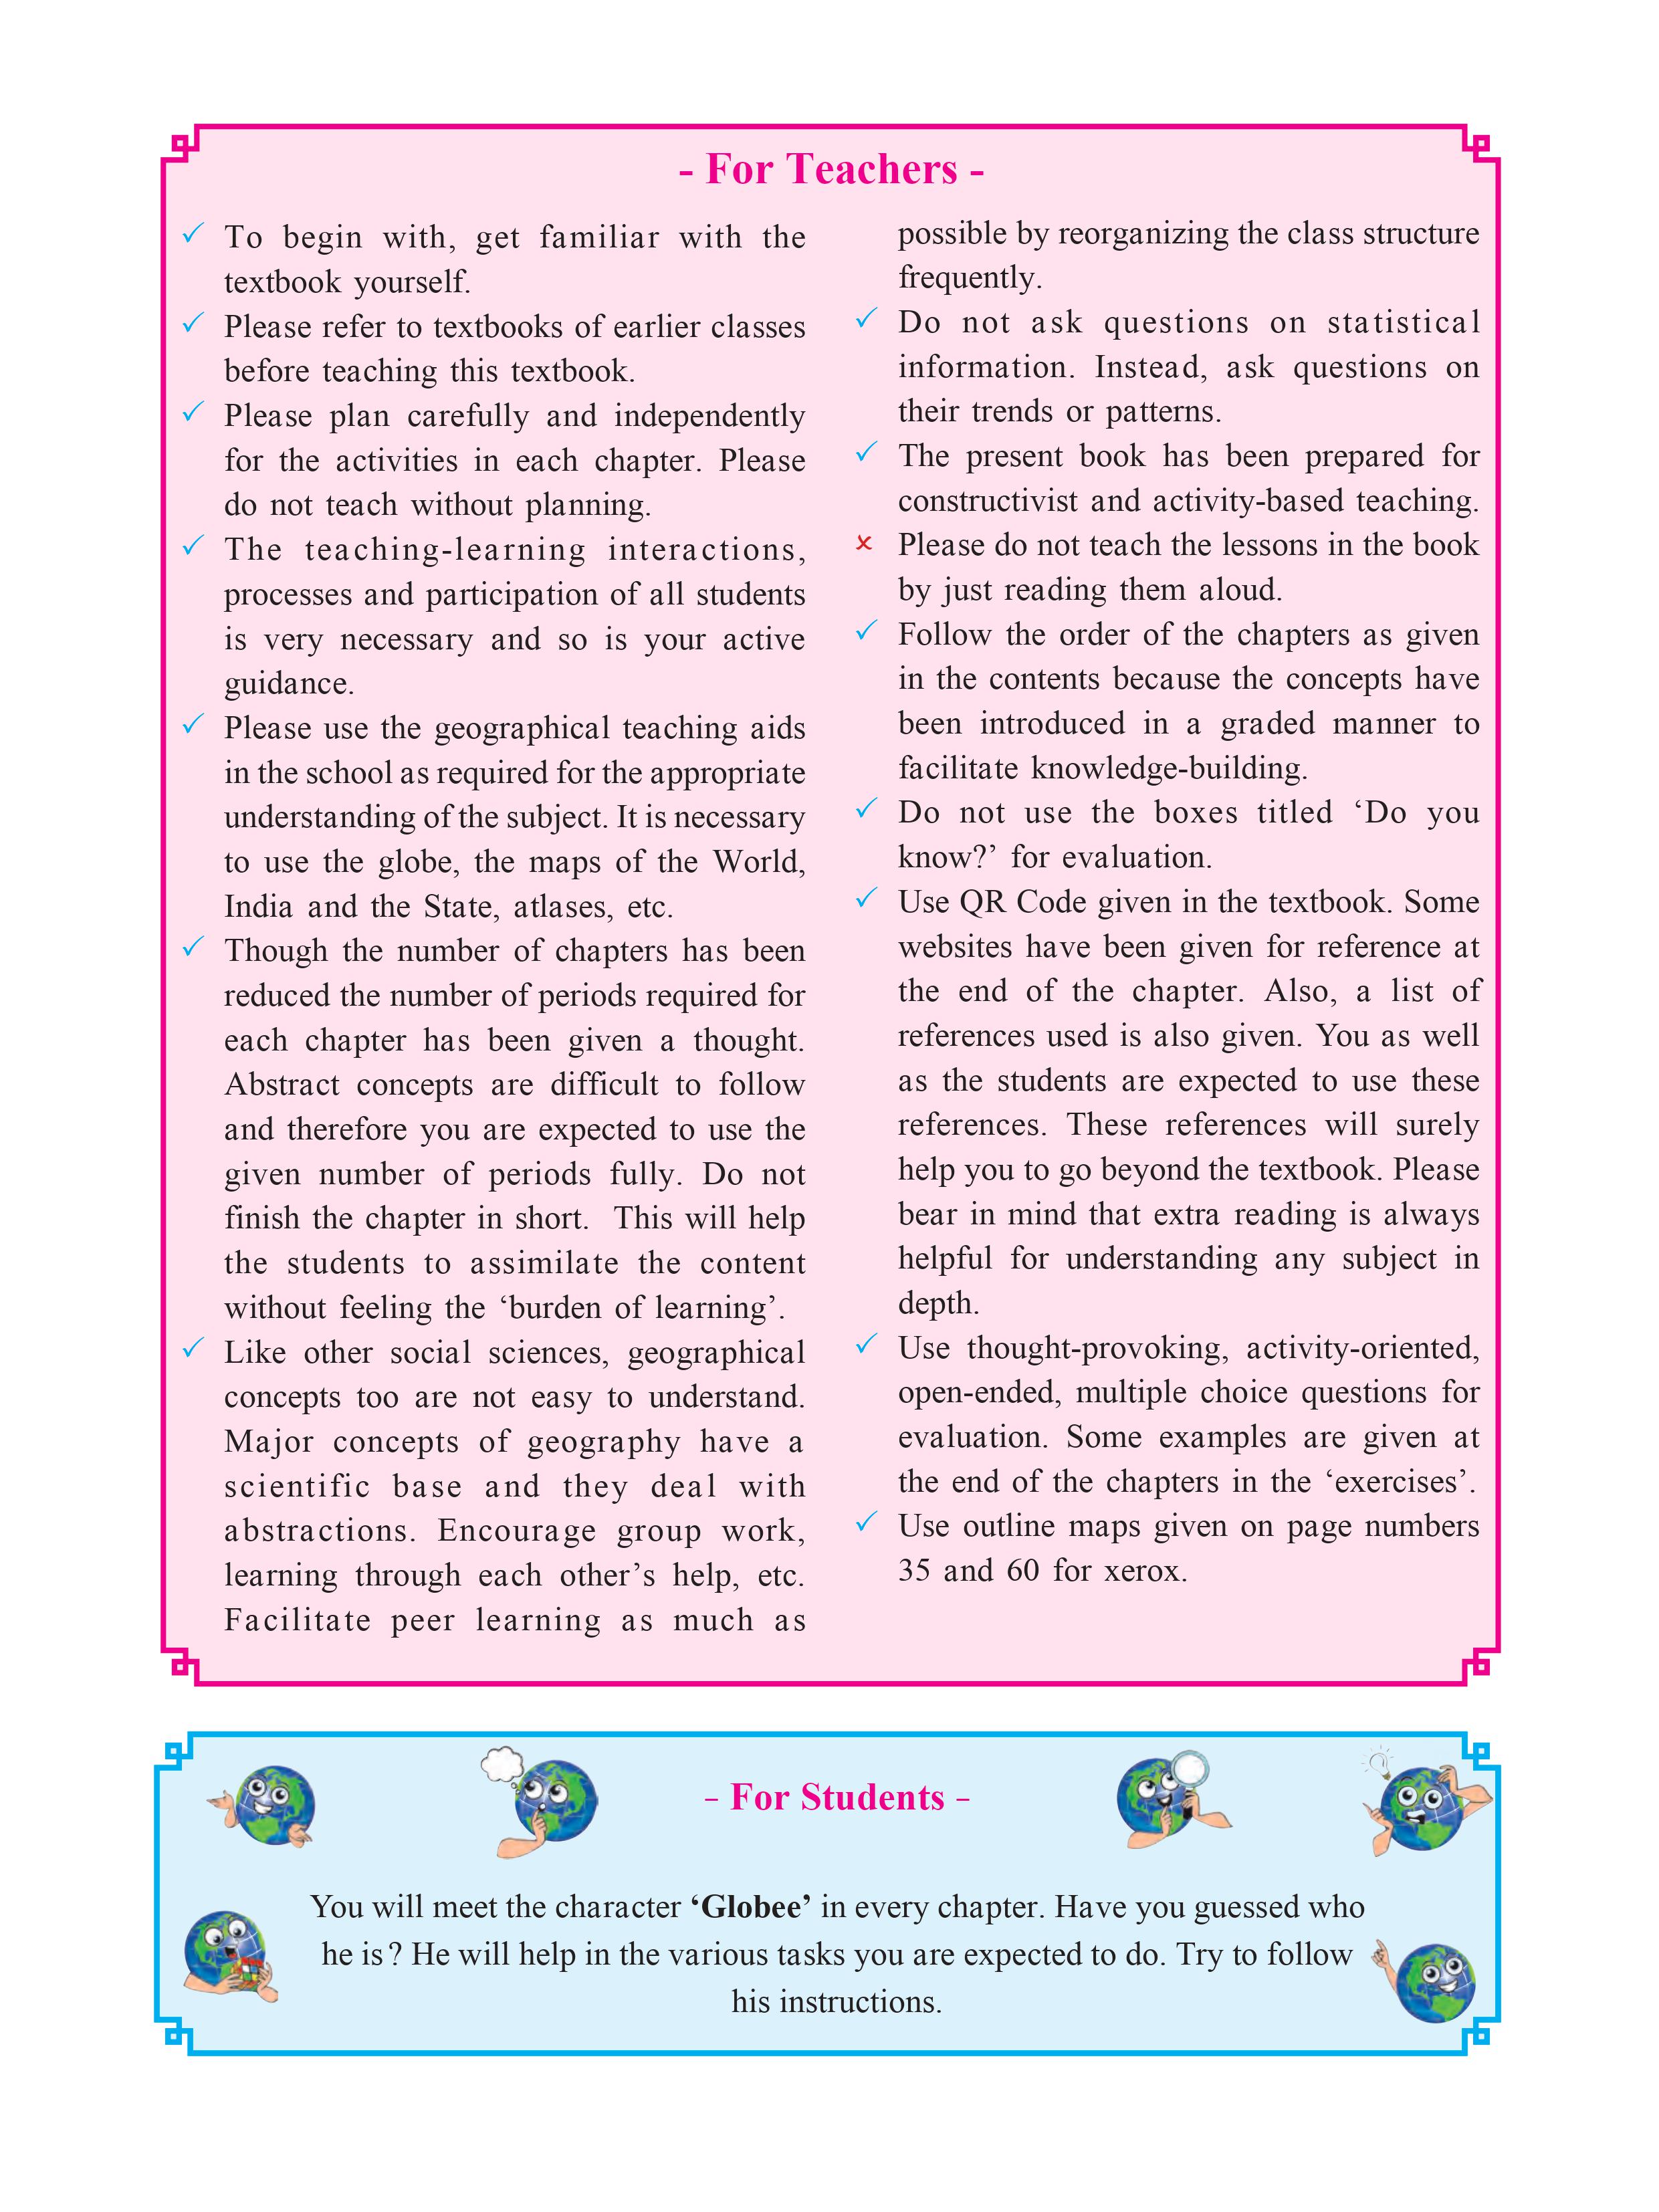 - For Teachers -
✓ To begin with, get familiar with the
textbook yourself.
✓ Please refer to textbooks of earlier classes
before teaching this textbook.
✓ Please plan carefully and independently
for the activities in each chapter. Please
do not teach without planning.
✓ The teaching-learning interactions,
processes and participation of all students
is very necessary and so is your active
guidance.
✓ Please use the geographical teaching aids
in the school as required for the appropriate
understanding of the subject. It is necessary
to use the globe, the maps of the World,
India and the State, atlases, etc.
✓ Though the number of chapters has been
reduced the number of periods required for
each chapter has been given a thought.
Abstract concepts are difficult to follow
and therefore you are expected to use the
given number of periods fully. Do not
finish the chapter in short. This will help
the students to assimilate the content
without feeling the ‘burden of learning’.
✓ Like other social sciences, geographical
concepts too are not easy to understand.
Major concepts of geography have a
scientific base and they deal with
abstractions. Encourage group work,
learning through each other’s help, etc.
Facilitate peer learning as much as
possible by reorganizing the class structure
frequently.
✓ Do not ask questions on statistical
information. Instead, ask questions on
their trends or patterns.
✓ The present book has been prepared for
constructivist and activity-based teaching.
✗ Please do not teach the lessons in the book
by just reading them aloud.
✓ Follow the order of the chapters as given
in the contents because the concepts have
been introduced in a graded manner to
facilitate knowledge-building.
✓ Do not use the boxes titled ‘Do you
know?’ for evaluation.
✓ Use QR Code given in the textbook. Some
websites have been given for reference at
the end of the chapter. Also, a list of
references used is also given. You as well
as the students are expected to use these
references. These references will surely
help you to go beyond the textbook. Please
bear in mind that extra reading is always
helpful for understanding any subject in
depth.
✓ Use thought-provoking, activity-oriented,
open-ended, multiple choice questions for
evaluation. Some examples are given at
the end of the chapters in the ‘exercises’.
✓ Use outline maps given on page numbers
35 and 60 for xerox.
- For Students -
You will meet the character ‘Globee’ in every chapter. Have you guessed who
he is ? He will help in the various tasks you are expected to do. Try to follow
his instructions.